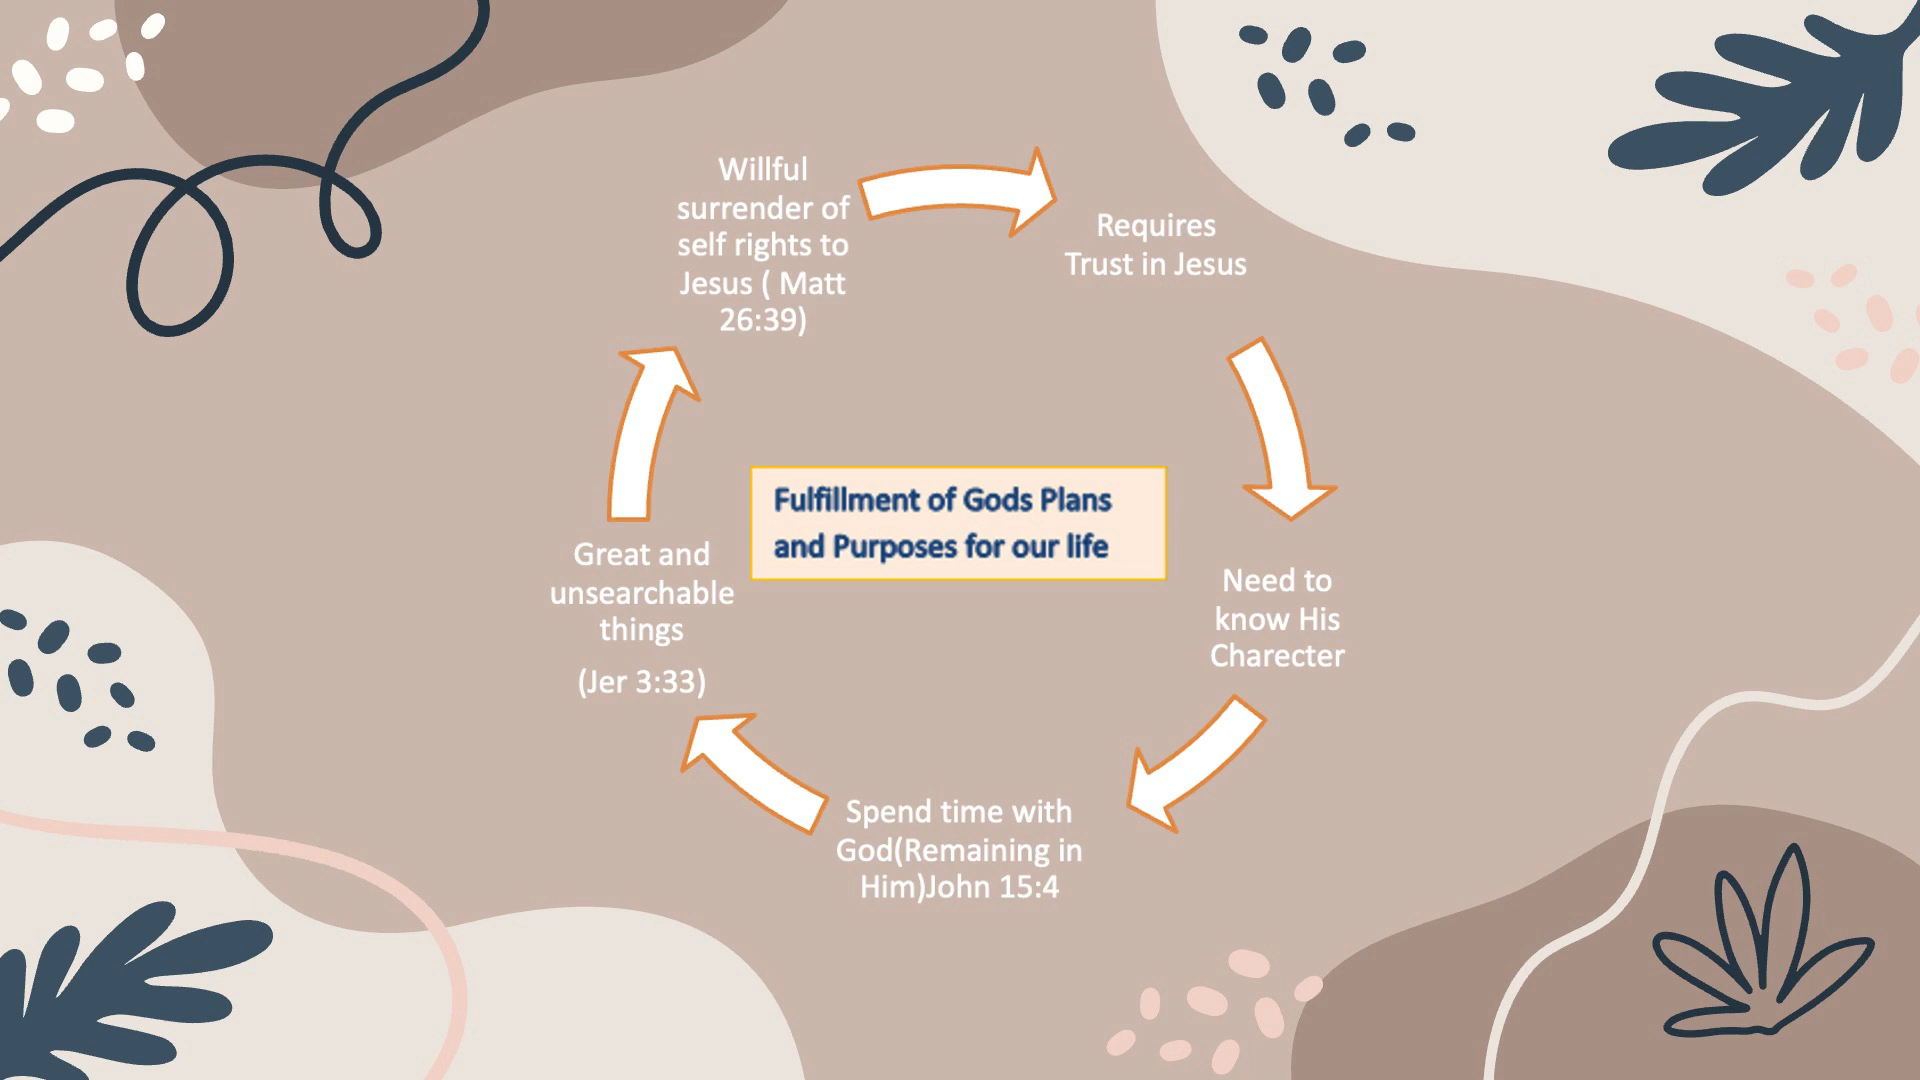 Willful
surrender of
self rights to
Jesus ( Matt
26:39)
Requires
Trust in Jesus
Need to
know His
Charecter
Spend time with
God(Remaining in
Him)John 15:4
Great and
unsearchable
things
(Jer 3:33)
Fulfillment of Gods Plans
and Purposes for our life